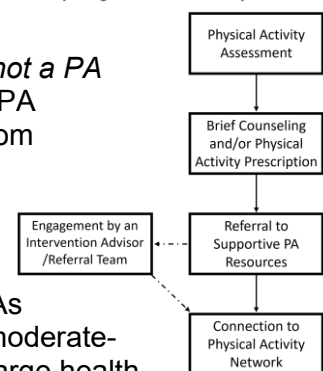 not a PA
PA
om
As
moderate-
arge health
Physical Activity
Assessment
Brief Counseling
and/or Physical
Activity Prescription
Engagement by an
Intervention Advisor
/Referral Team
Referral to
Supportive PA
Resources
Connection to
Physical Activity
Network